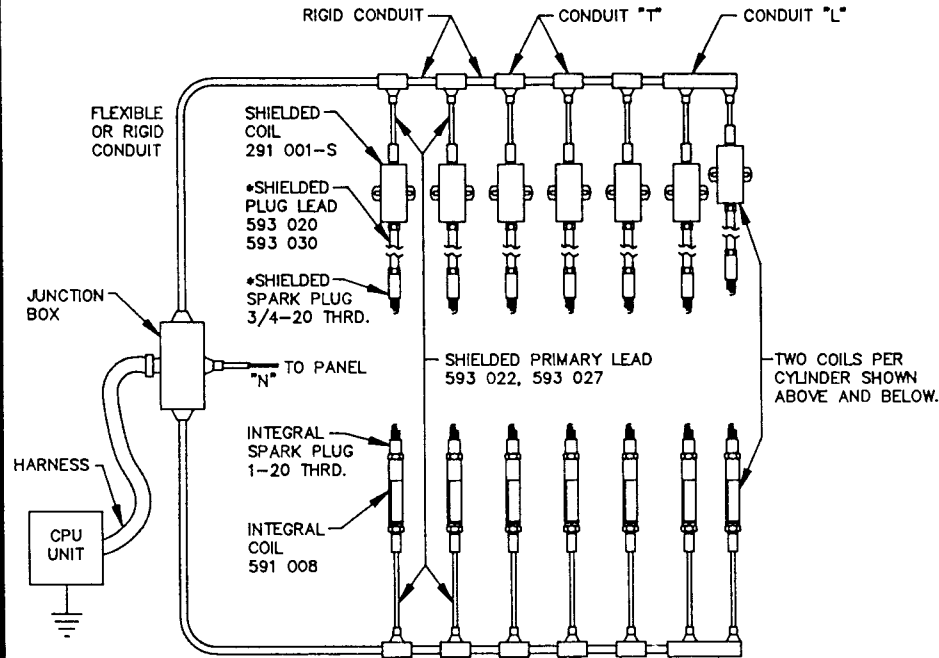 RIGID CONDUIT
CONDUIT "T"
CONDUIT "L"
FLEXIBLE
OR RIGID
CONDUIT
SHIELDED
COIL
291 001-S
*SHIELDED
PLUG LEAD
593 020
593 030
*SHIELDED
SPARK PLUG
3/4-20 THRD.
JUNCTION
BOX
"N" TO PANEL
SHIELDED PRIMARY LEAD
593 022, 593 027
TWO COILS PER
CYLINDER SHOWN
ABOVE AND BELOW.
INTEGRAL
SPARK PLUG
1-20 THRD.
HARNESS
INTEGRAL
COIL
591 008
CPU
UNIT